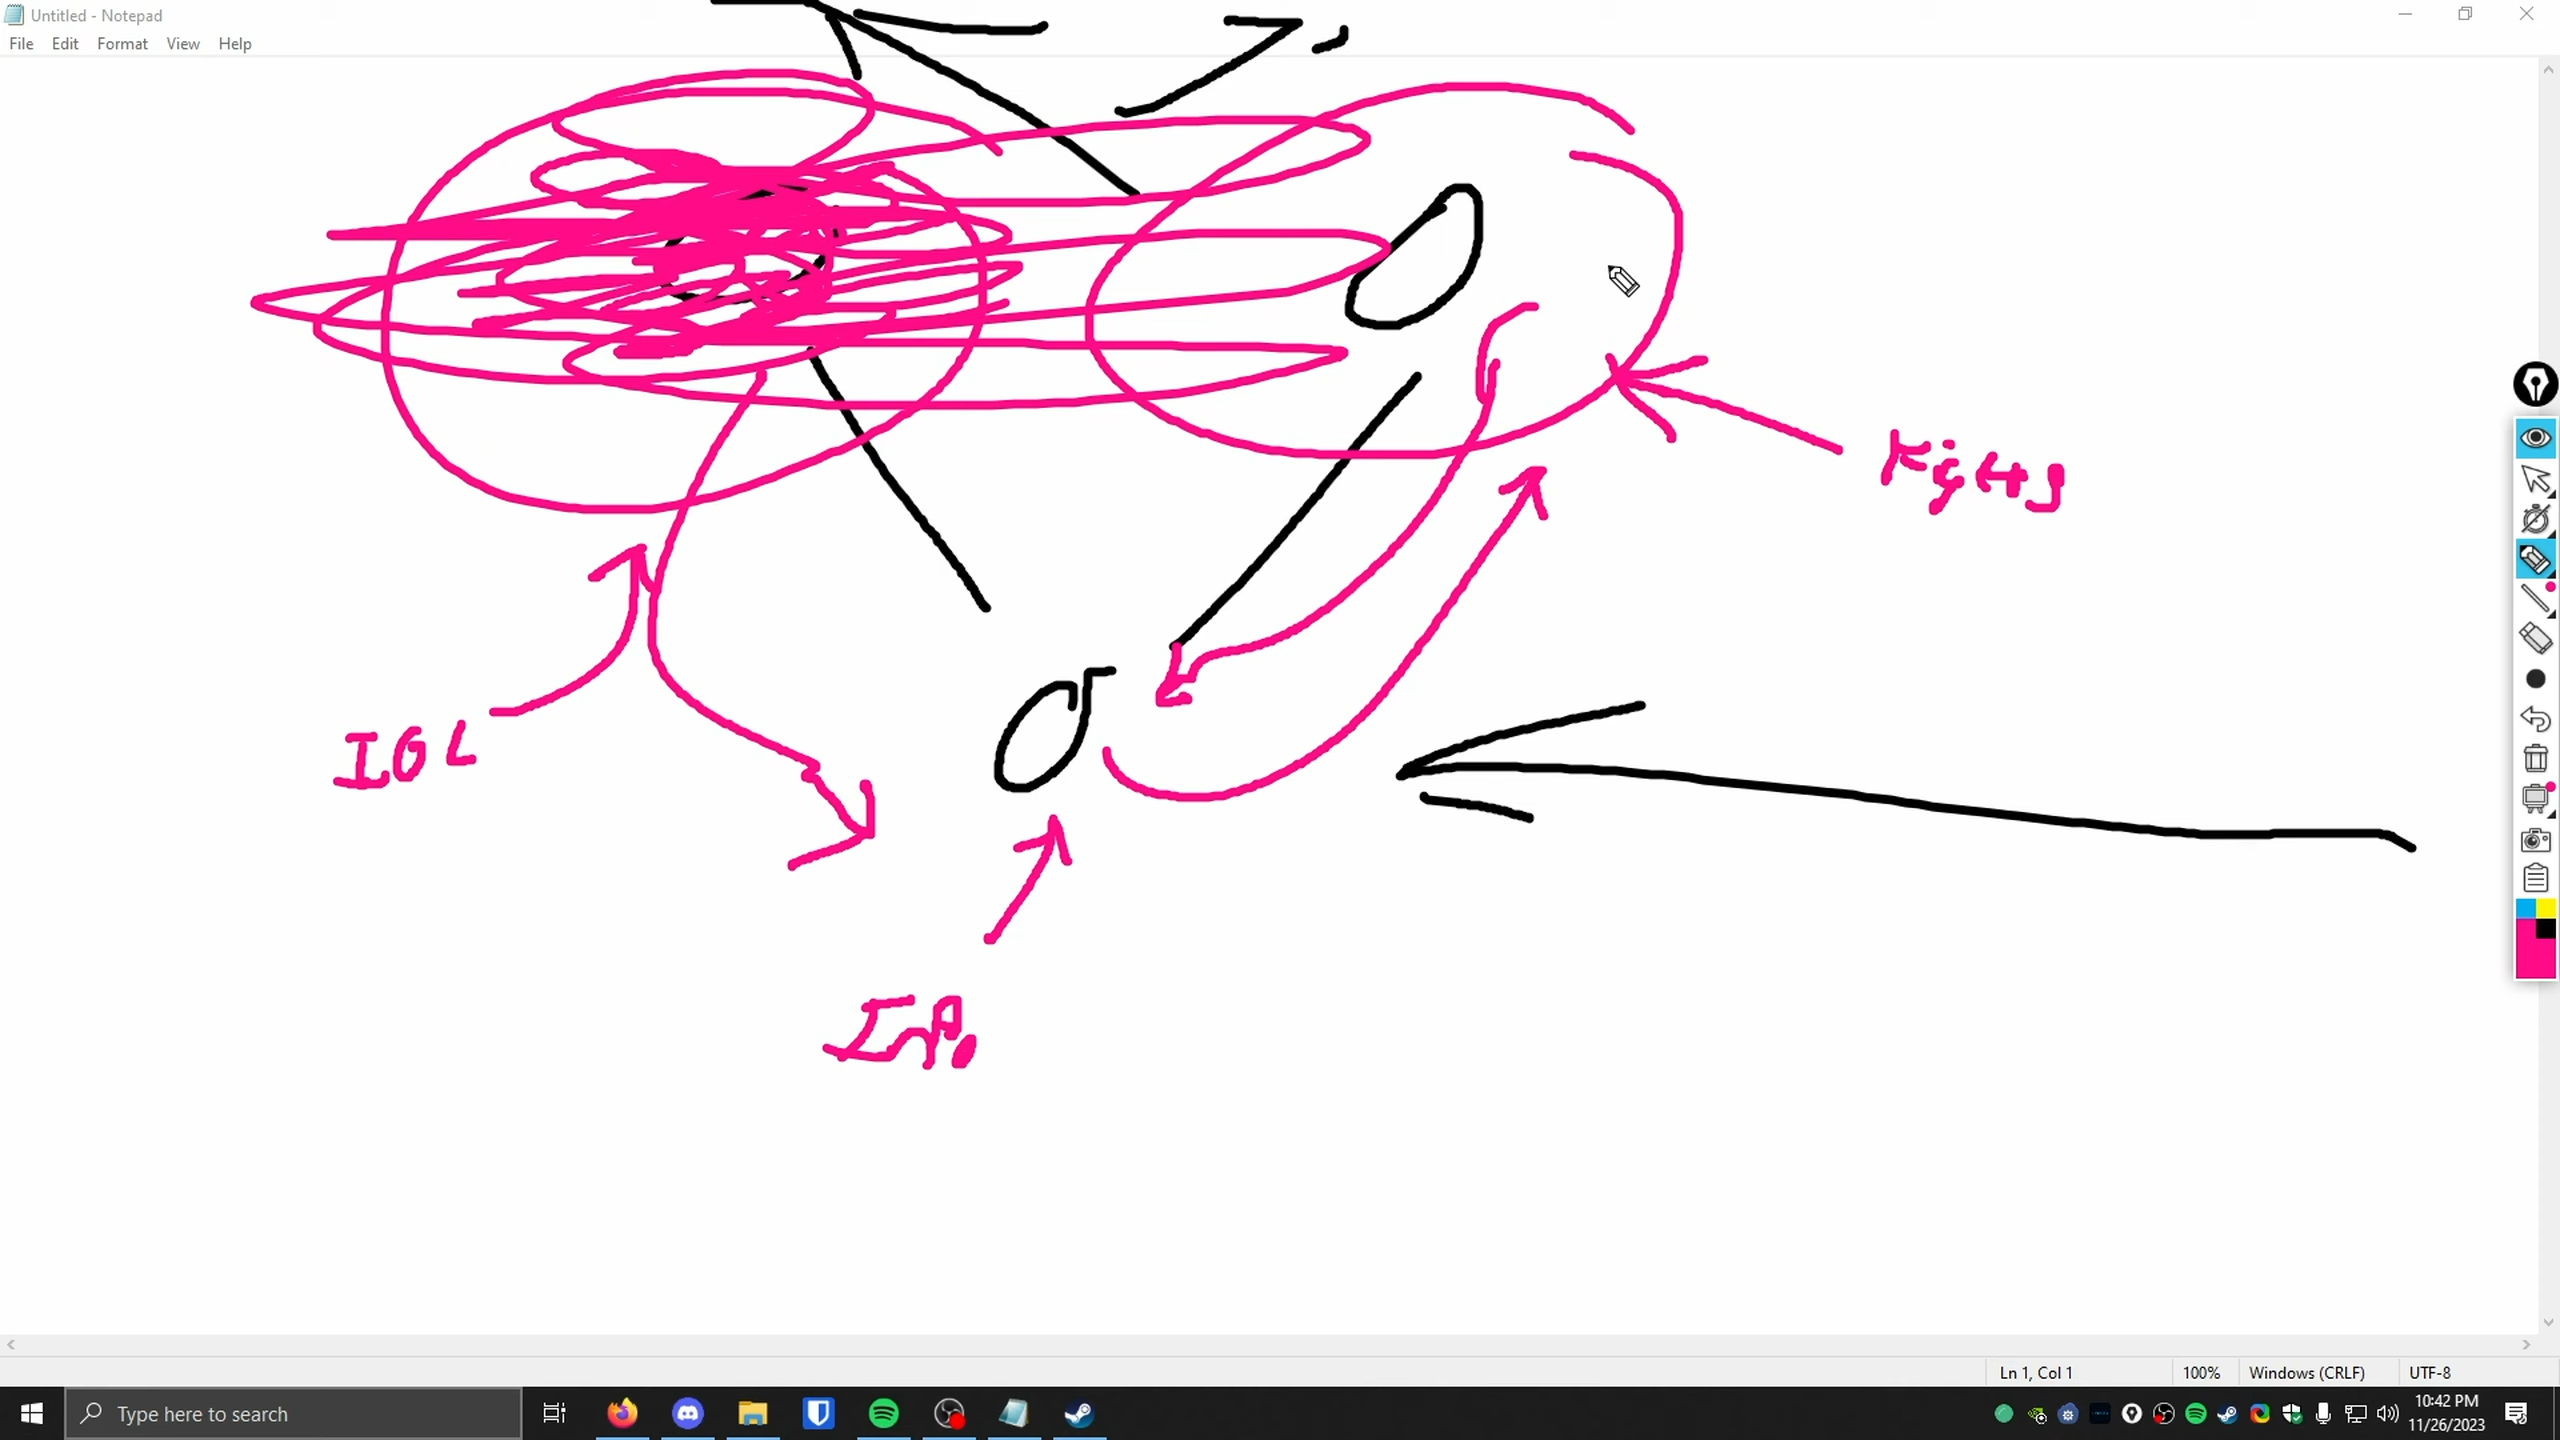 Untitled - Notepad
File Edit Format View Help
IGL
Ln 1, Col 1 100% Windows (CRLF) UTF-8
Type here to search
10:42 PM
11/26/2023